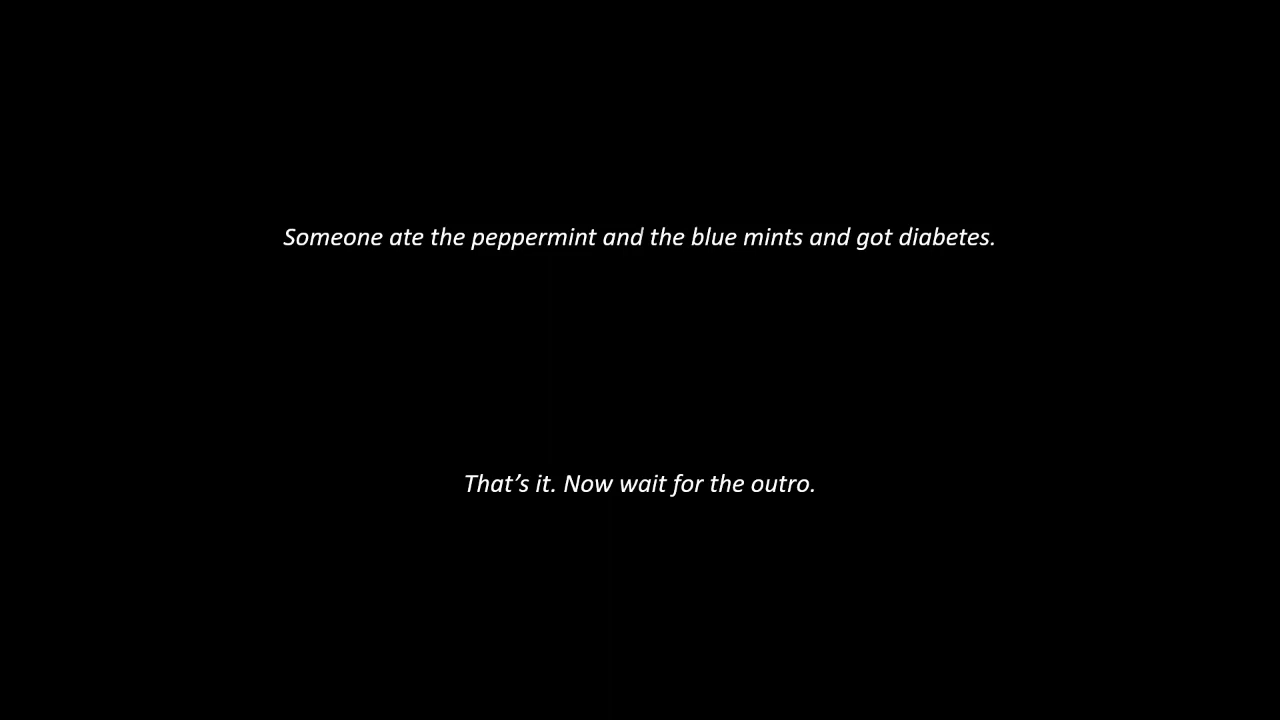 Someone ate the peppermint and the blue mints and got diabetes.
That’s it. Now wait for the outro.